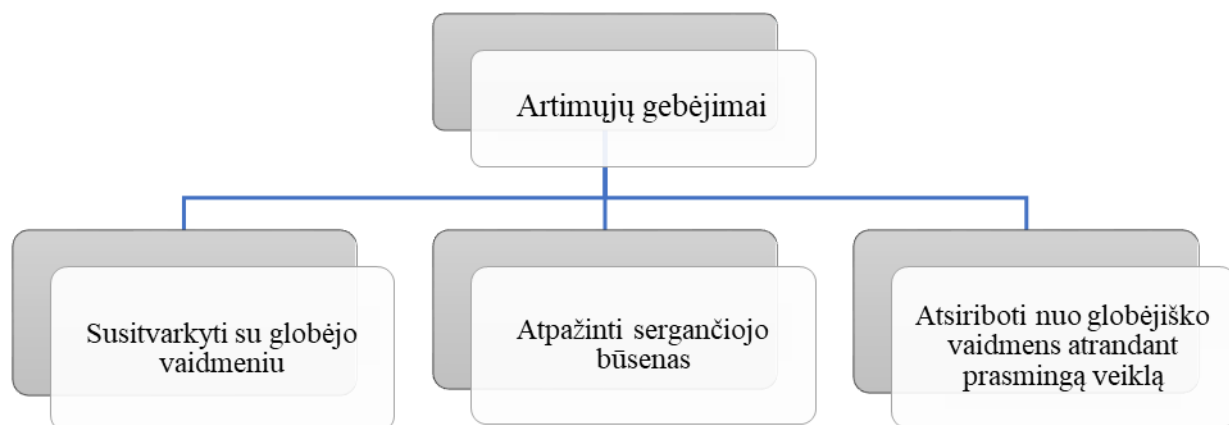 Artimųjų gebėjimai
Susitvarkyti su globėjo
vaidmeniu
Atpažinti sergančiojo
būsenas
Atsiriboti nuo globėjiško
vaidmens atrandant
prasmingą veiklą